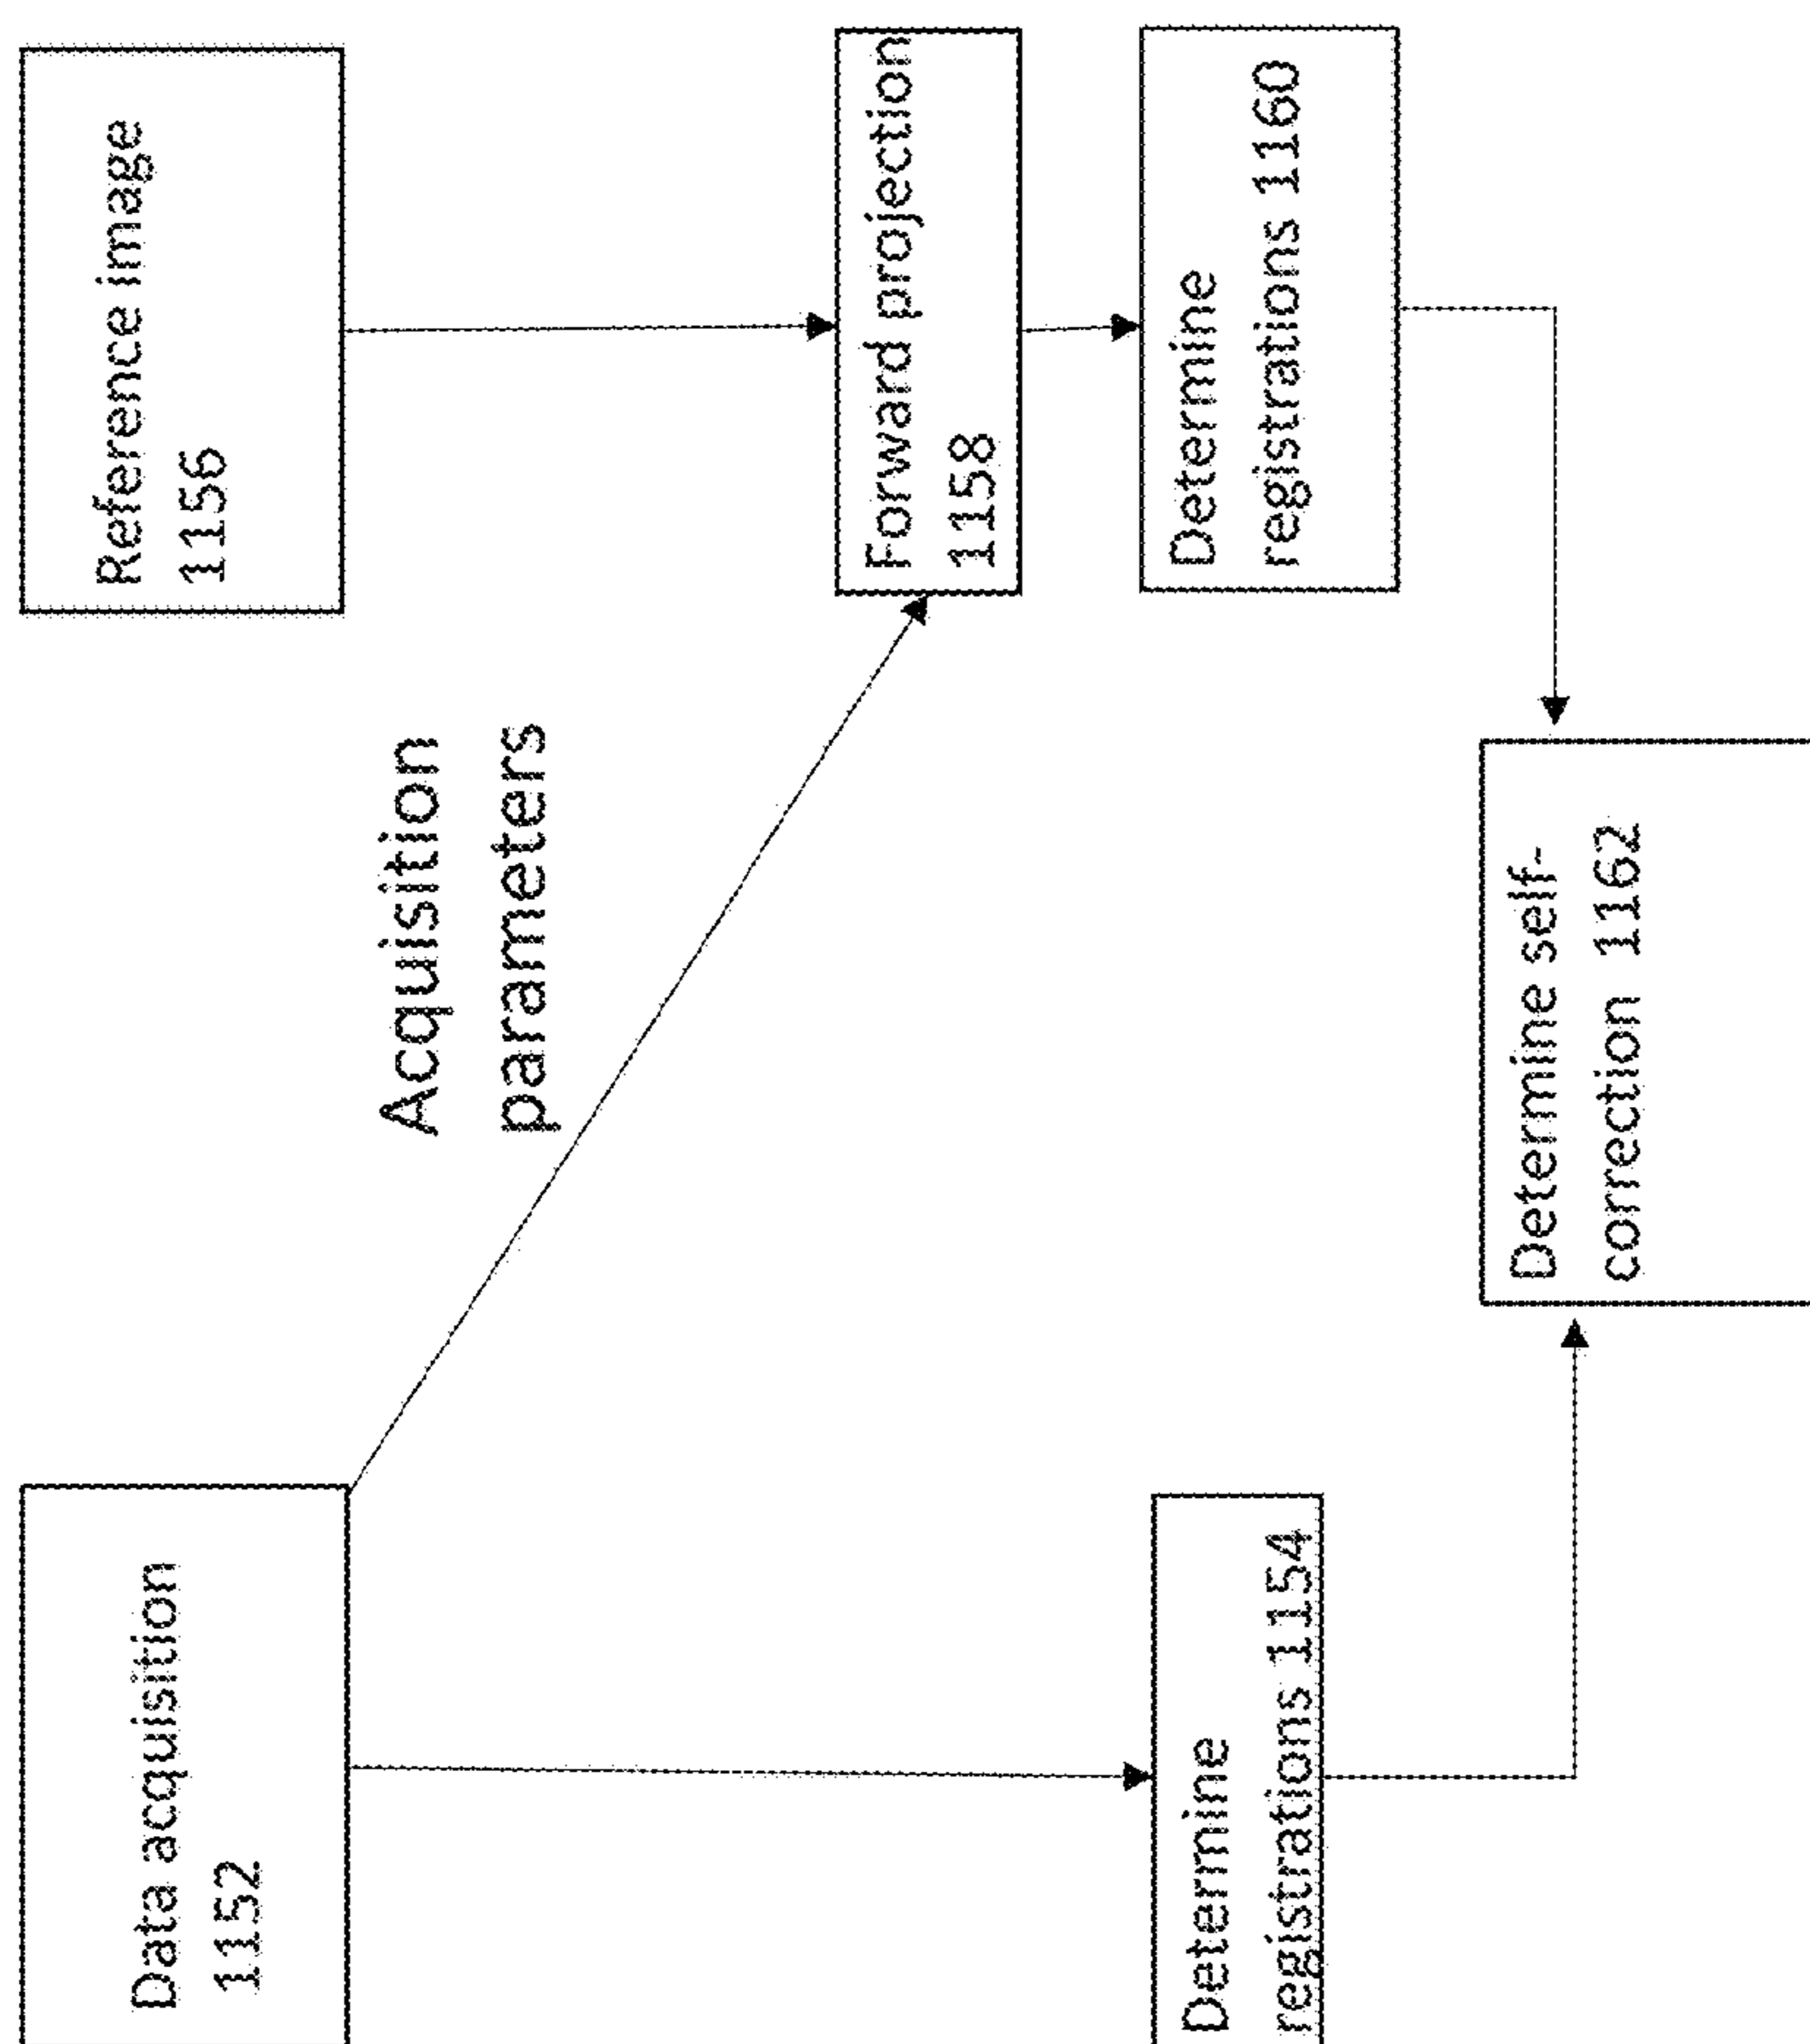 Data acquisition
1152
Reference image
1156
Acquisition
parameters
Forward projection
1158
Determine
registrations 1154
Determine
registrations 1160
Determine self-
correction 1162